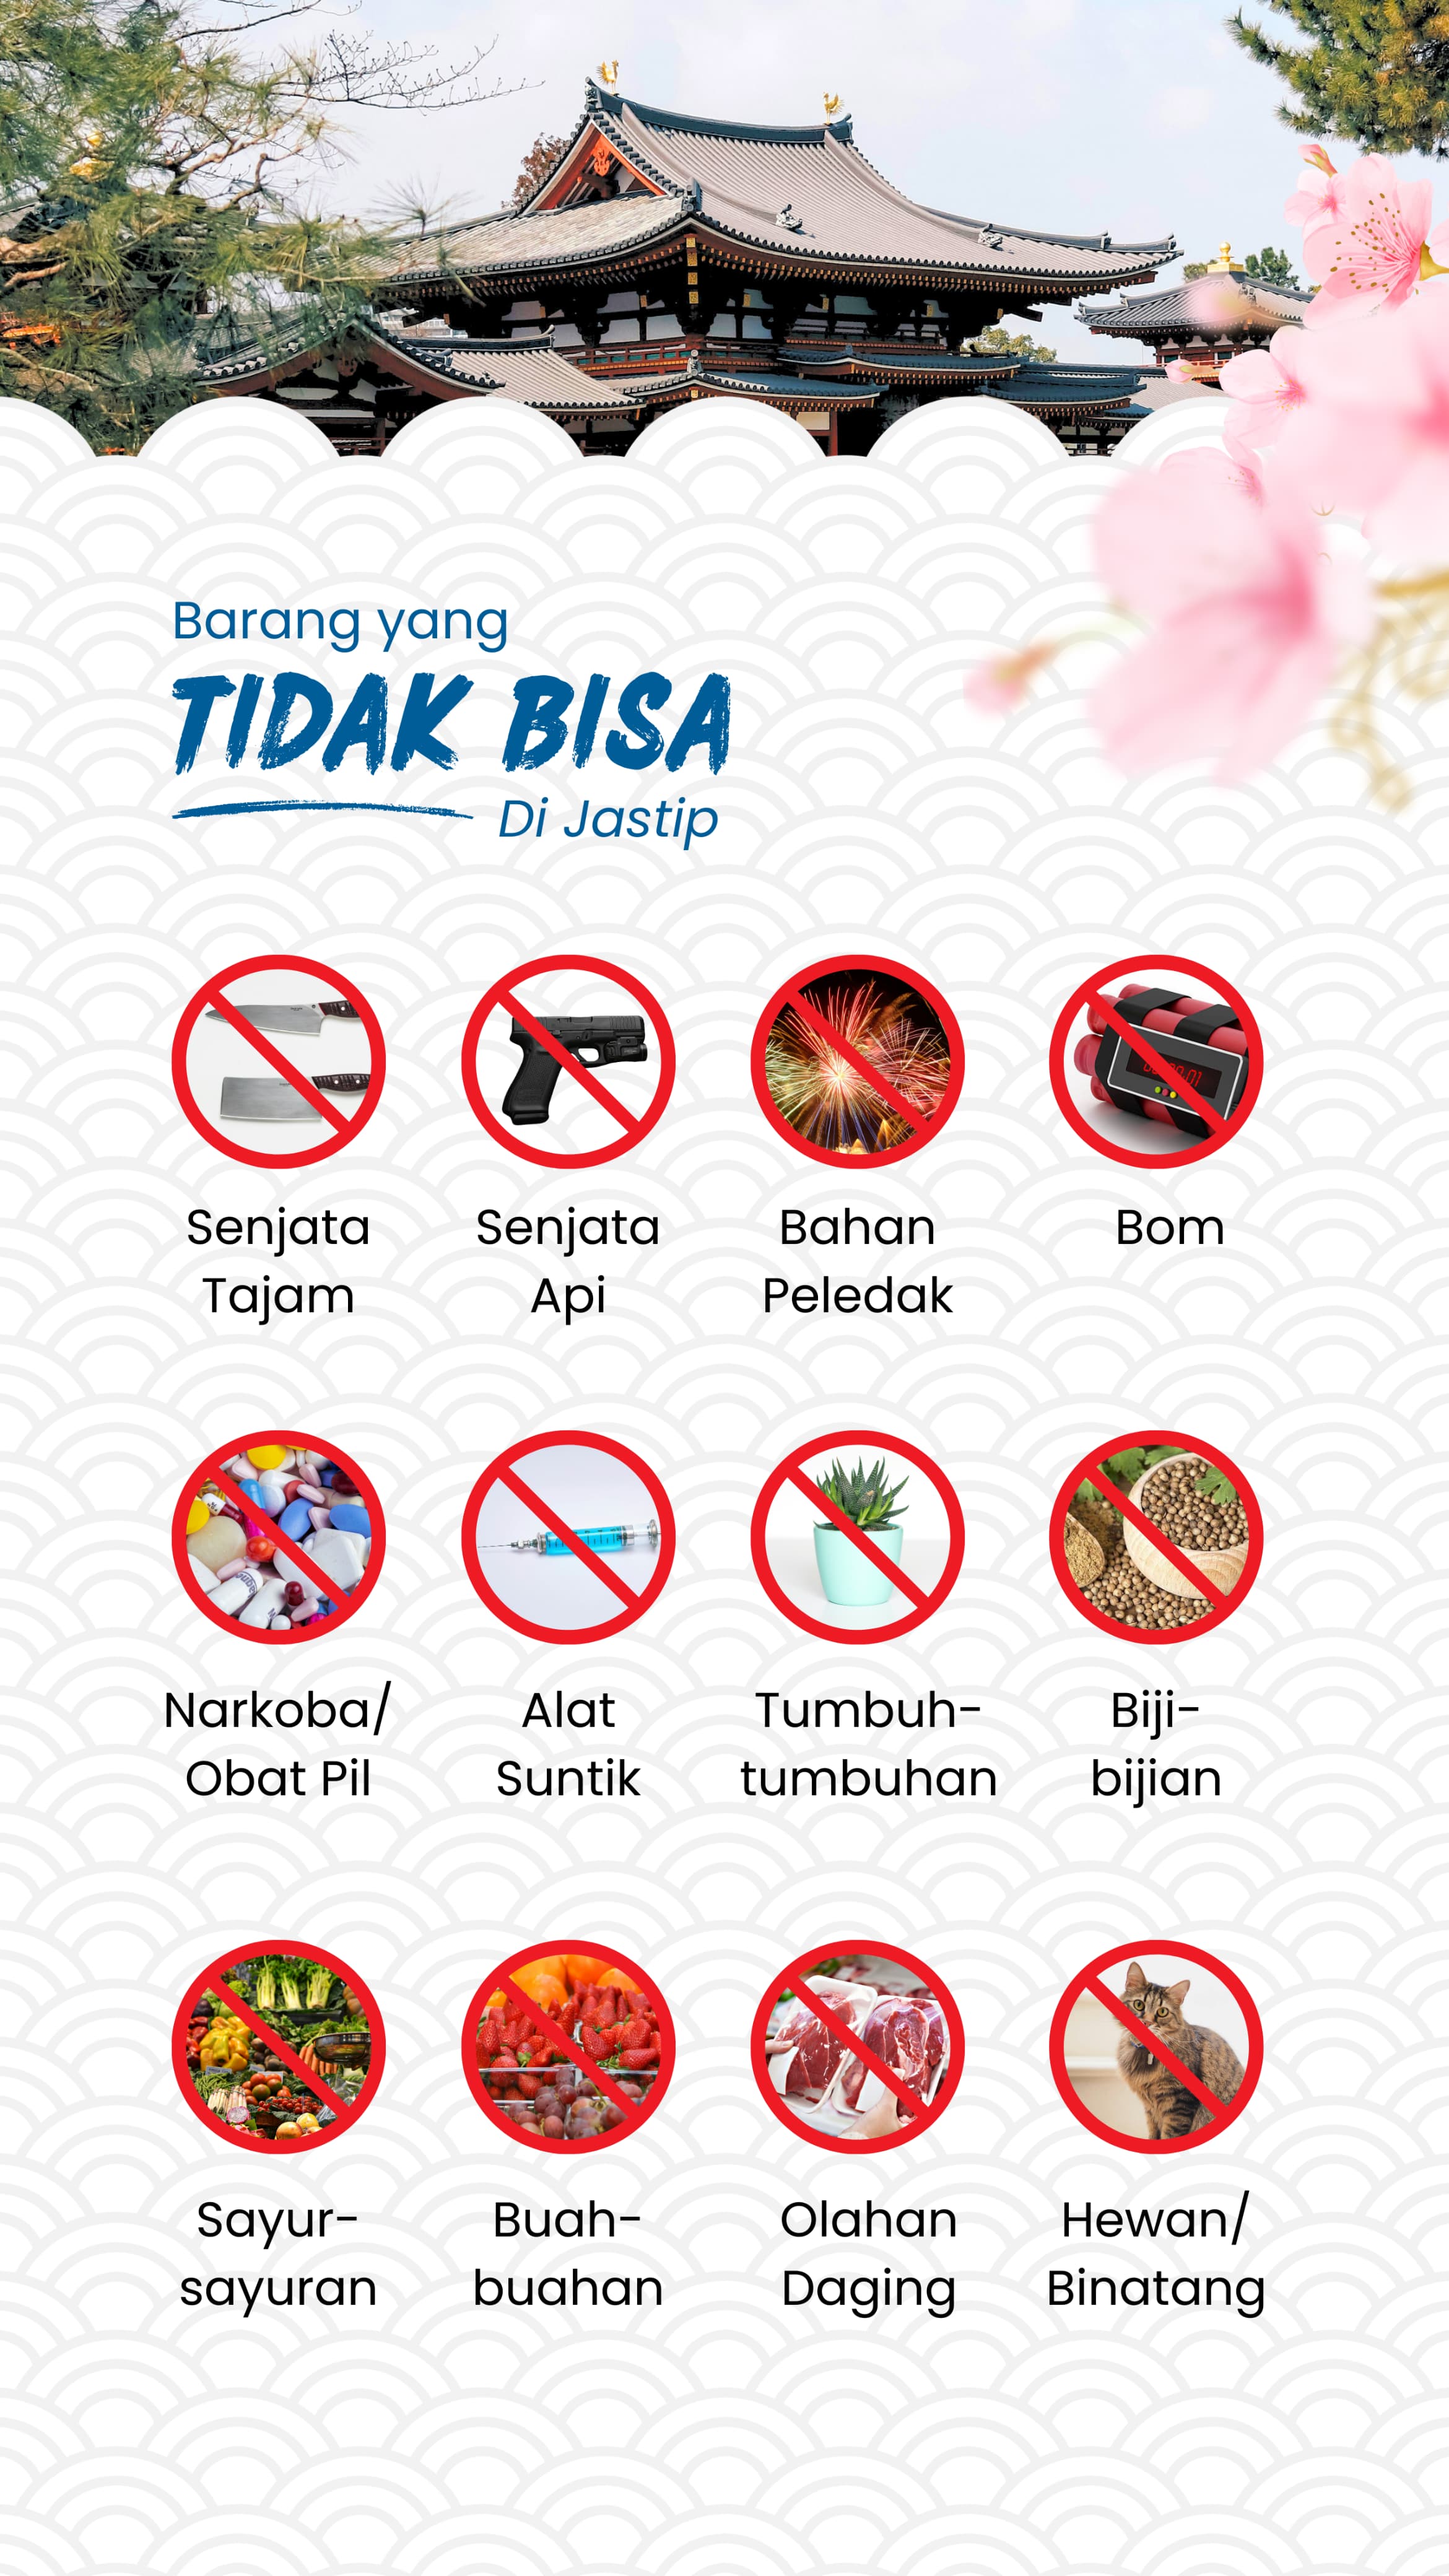 Barang yang
TIDAK BISA
Di Jastip
Senjata
Tajam
Senjata
Api
Bahan
Peledak
Bom
Narkoba/
Obat Pil
Alat
Suntik
Tumbuh-
tumbuhan
Biji-
bijian
Sayur-
sayuran
Buah-
buahan
Olahan
Daging
Hewan/
Binatang